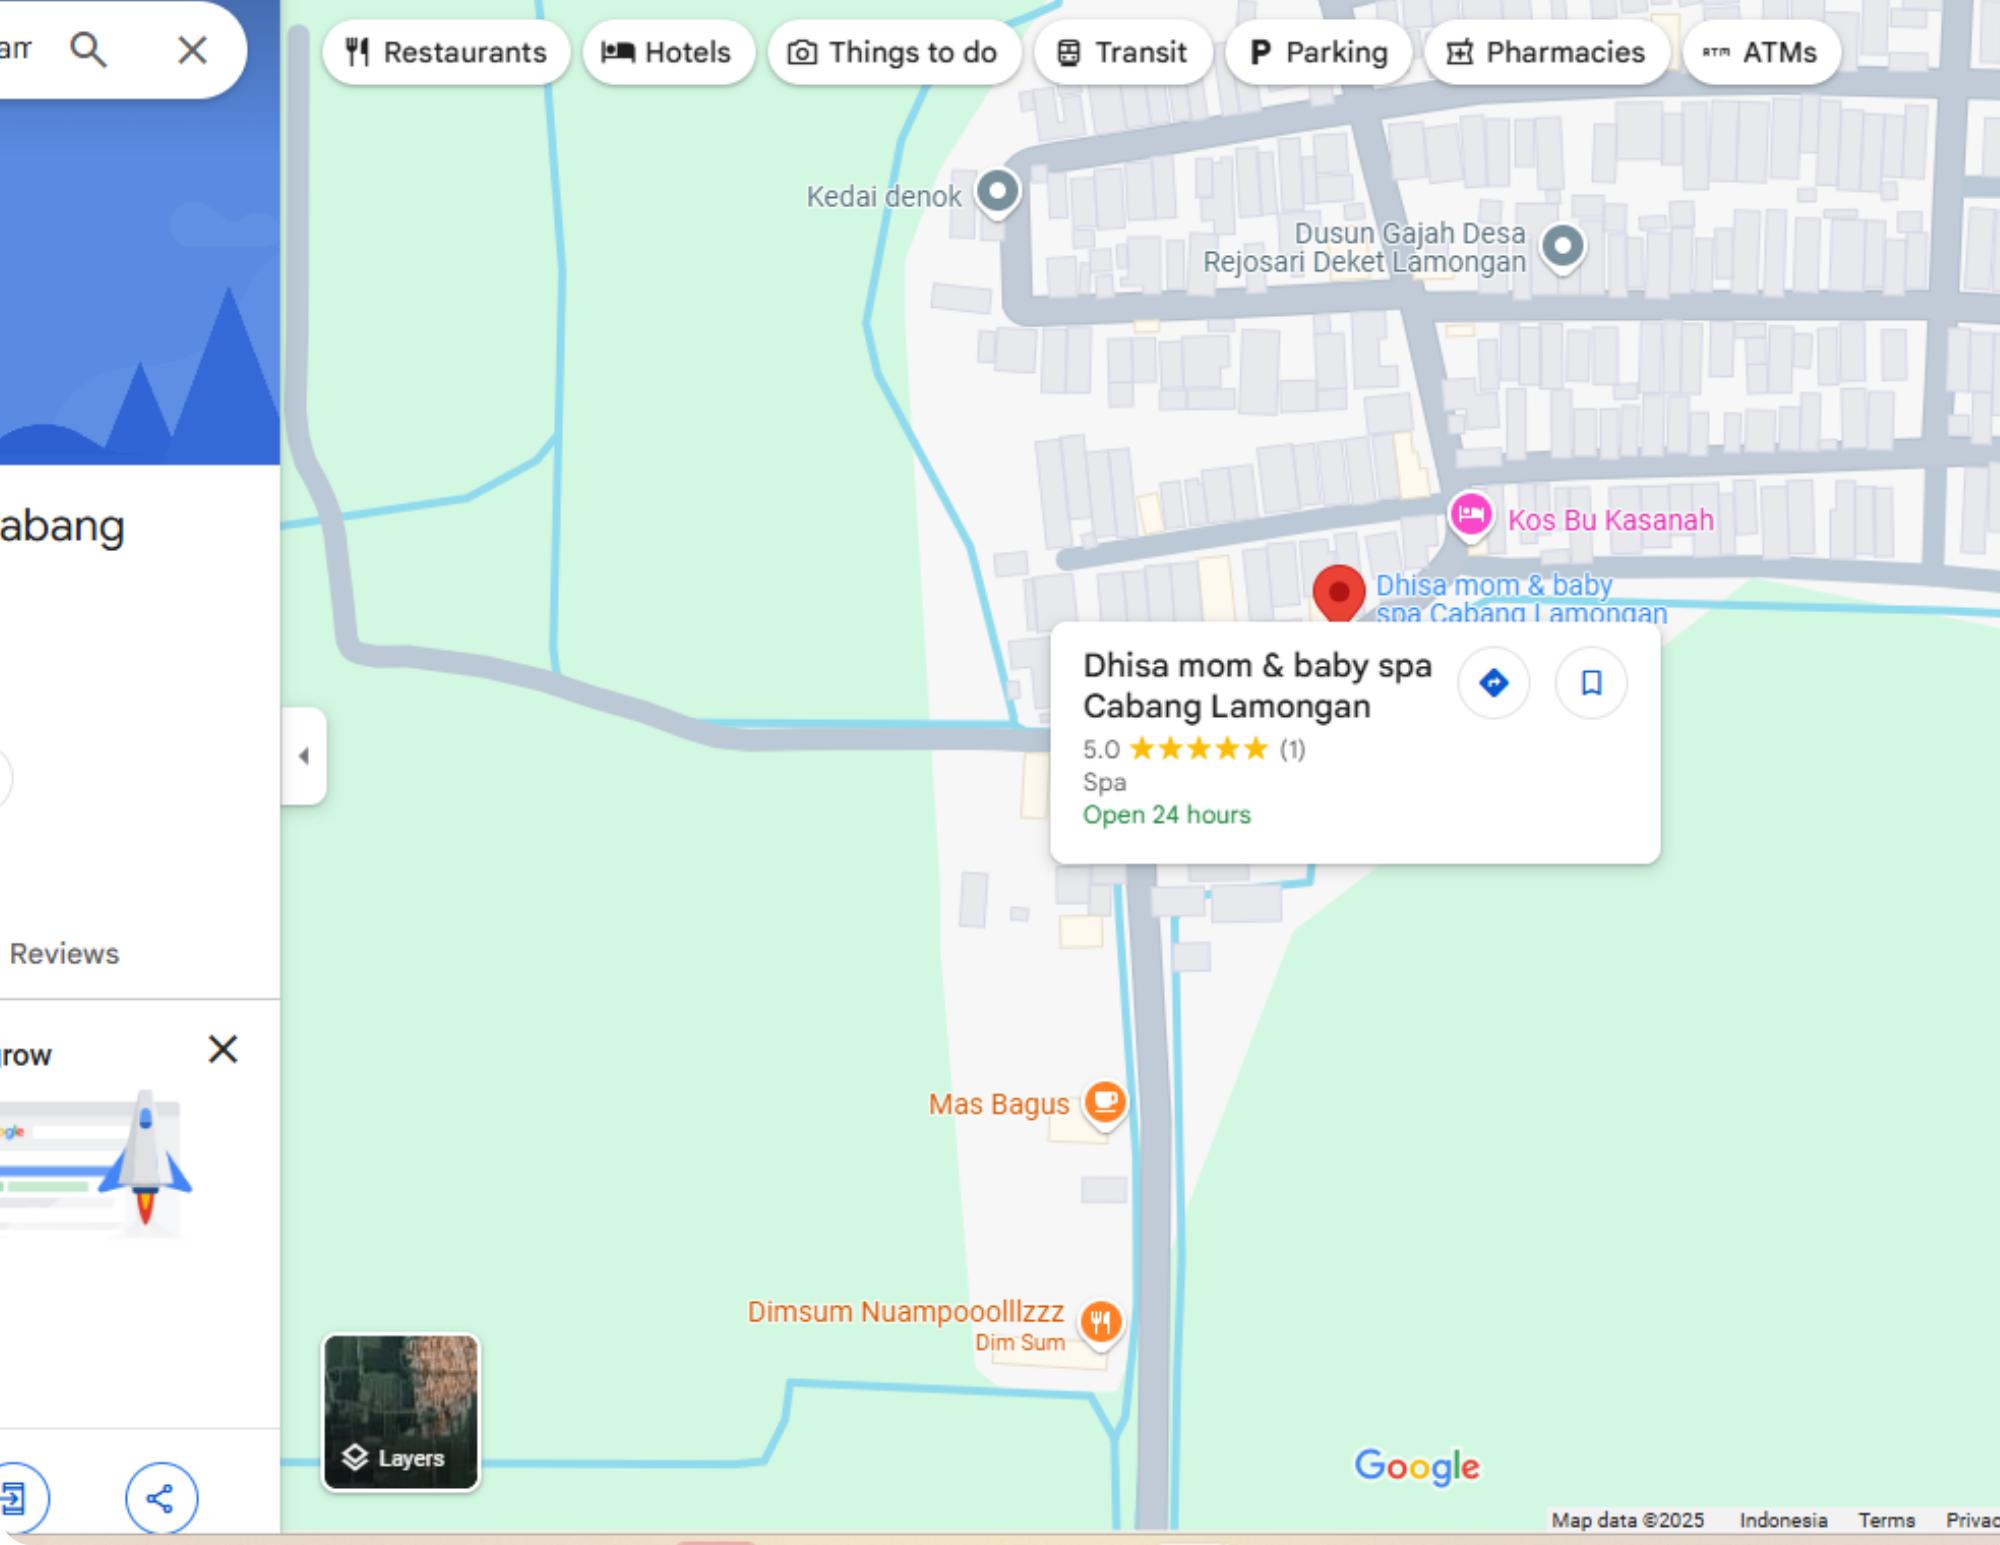 Restaurants
Hotels
Things to do
Transit
P Parking
Pharmacies
ATM ATMs
Kedai denok
Dusun Gajah Desa
Rejosari Deket Lamongan
abang
Kos Bu Kasanah
Dhisa mom & baby
spa Cabang Lamongan
Dhisa mom & baby spa
Cabang Lamongan
5.0 ★★★★★ (1)
Spa
Open 24 hours
Reviews
grow
Mas Bagus
Dimsum Nuampooolllzzz
Dim Sum
Layers
Google
Map data ©2025 Indonesia Terms Privac